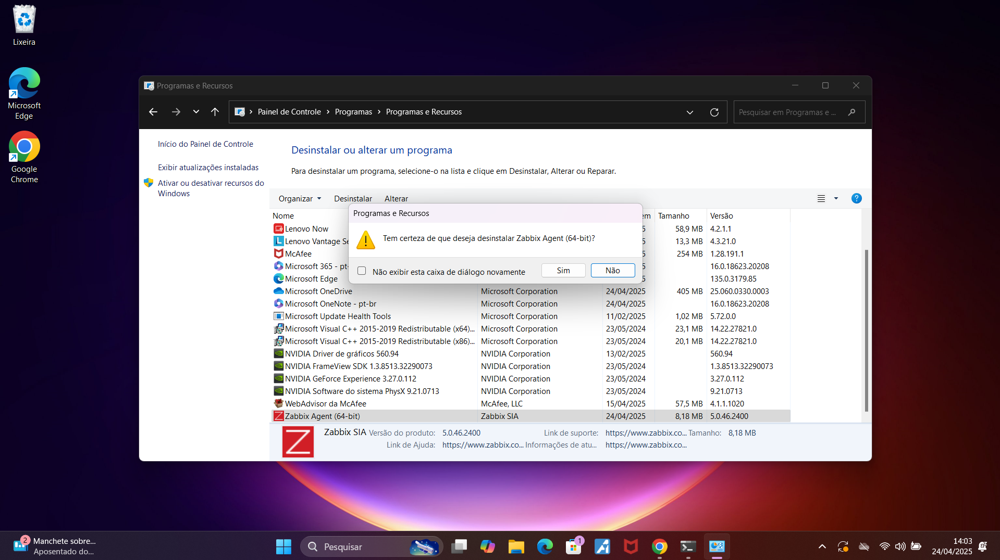 Lixeira
Microsoft
Edge
Google
Chrome
Programas e Recursos
Painel de Controle
Programas
Programas e Recursos
Pesquisar em Programas e ...
Início do Painel de Controle
Exibir atualizações instaladas
Ativar ou desativar recursos do
Windows
Desinstalar ou alterar um programa
Para desinstalar um programa, selecione-o na lista e clique em Desinstalar, Alterar ou Reparar.
Organizar Desinstalar Alterar
?
Nome em Tamanho Versão
Lenovo Now 5 58,9 MB 4.2.1.1
Lenovo Vantage Se 5 13,3 MB 4.3.21.0
McAfee 5 254 MB 1.28.191.1
Microsoft 365 - pt- 5 16.0.18623.20208
Microsoft Edge 5 135.0.3179.85
Programas e Recursos
Tem certeza de que deseja desinstalar Zabbix Agent (64-bit)?
Não exibir esta caixa de diálogo novamente Sim Não
Microsoft OneDrive Microsoft Corporation 24/04/2025 405 MB 25.060.0330.0003
Microsoft OneNote - pt-br Microsoft Corporation 24/04/2025 16.0.18623.20208
Microsoft Update Health Tools Microsoft Corporation 11/02/2025 1,02 MB 5.72.0.0
Microsoft Visual C++ 2015-2019 Redistributable (x64)... Microsoft Corporation 23/05/2024 23,1 MB 14.22.27821.0
Microsoft Visual C++ 2015-2019 Redistributable (x86)... Microsoft Corporation 23/05/2024 20,1 MB 14.22.27821.0
NVIDIA Driver de gráficos 560.94 NVIDIA Corporation 13/02/2025 560.94
NVIDIA FrameView SDK 1.3.8513.32290073 NVIDIA Corporation 23/05/2024 1.3.8513.32290073
NVIDIA GeForce Experience 3.27.0.112 NVIDIA Corporation 23/05/2024 3.27.0.112
NVIDIA Software do sistema PhysX 9.21.0713 NVIDIA Corporation 23/05/2024 9.21.0713
WebAdvisor da McAfee McAfee, LLC 15/04/2025 57,5 MB 4.1.1.1020
Zabbix Agent (64-bit) Zabbix SIA 24/04/2025 8,18 MB 5.0.46.2400
Z
Zabbix SIA Versão do produto: 5.0.46.2400 Link de suporte: https://www.zabbix.co... Tamanho: 8,18 MB
Link de Ajuda: https://www.zabbix.co... Informações de atu... https://www.zabbix.co...
2
Manchete sobre...
Aposentado do...
Pesquisar
1
14:03
24/04/2025